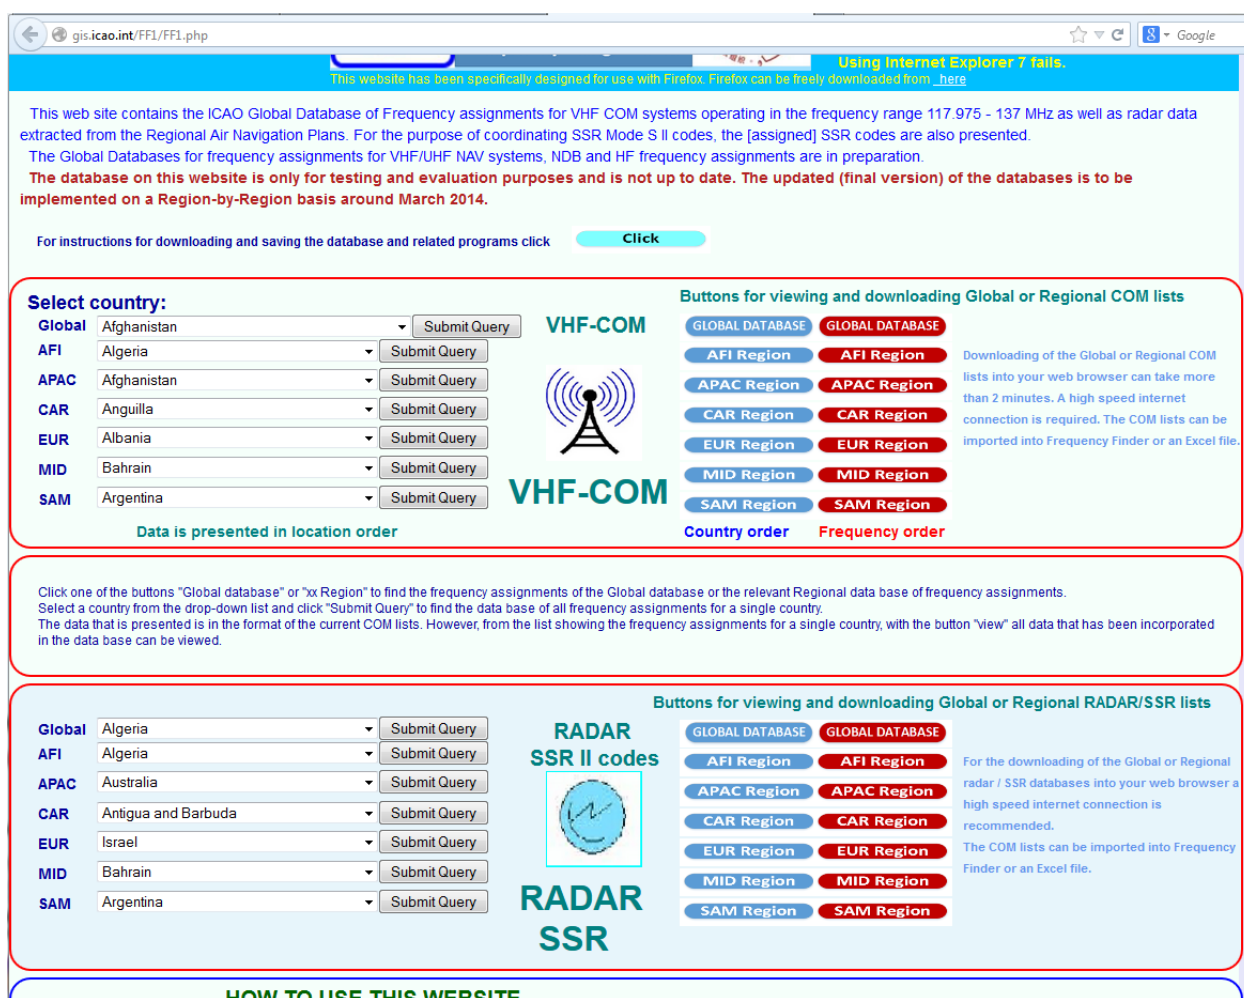 gis.icao.int/FF1/FF1.php
Google
Using Internet Explorer 7 fails.
This website has been specifically designed for use with Firefox. Firefox can be freely downloaded from _here
This web site contains the ICAO Global Database of Frequency assignments for VHF COM systems operating in the frequency range 117.975 - 137 MHz as well as radar data
extracted from the Regional Air Navigation Plans. For the purpose of coordinating SSR Mode S II codes, the [assigned] SSR codes are also presented.
The Global Databases for frequency assignments for VHF/UHF NAV systems, NDB and HF frequency assignments are in preparation.
The data base on this website is only for testing and evaluation purposes and is not up to date. The updated (final version) of the databases is to be
implemented on a Region-by-Region basis around March 2014.
For instructions for downloading and saving the database and related programs click Click
Select country:
Buttons for viewing and downloading Global or Regional COM lists
Global Afghanistan Submit Query VHF-COM GLOBAL DATABASE GLOBAL DATABASE
AFI Algeria Submit Query AFI Region AFI Region
APAC Afghanistan Submit Query APAC Region APAC Region
CAR Anguilla Submit Query CAR Region CAR Region
EUR Albania Submit Query EUR Region EUR Region
MID Bahrain Submit Query MID Region MID Region
SAM Argentina Submit Query VHF-COM SAM Region SAM Region
Downloading of the Global or Regional COM
lists into your web browser can take more
than 2 minutes. A high speed internet
connection is required. The COM lists can be
imported into Frequency Finder or an Excel file.
Data is presented in location order Country order Frequency order
Click one of the buttons "Global database" or "xx Region" to find the frequency assignments of the Global database or the relevant Regional data base of frequency assignments.
Select a country from the drop-down list and click "Submit Query" to find the data base of all frequency assignments for a single country.
The data that is presented is in the format of the current COM lists. However, from the list showing the frequency assignments for a single country, with the button "view" all data that has been incorporated
in the data base can be viewed.
Buttons for viewing and downloading Global or Regional RADAR/SSR lists
Global Algeria Submit Query RADAR GLOBAL DATABASE GLOBAL DATABASE
AFI Algeria Submit Query SSR II codes AFI Region AFI Region
APAC Australia Submit Query APAC Region APAC Region
CAR Antigua and Barbuda Submit Query CAR Region CAR Region
EUR Israel Submit Query EUR Region EUR Region
MID Bahrain Submit Query MID Region MID Region
SAM Argentina Submit Query RADAR SAM Region SAM Region
SSR
For the downloading of the Global or Regional
radar / SSR databases into your web browser a
high speed internet connection is
recommended.
The COM lists can be imported into Frequency
Finder or an Excel file.
HOW TO USE THIS WEBSITE